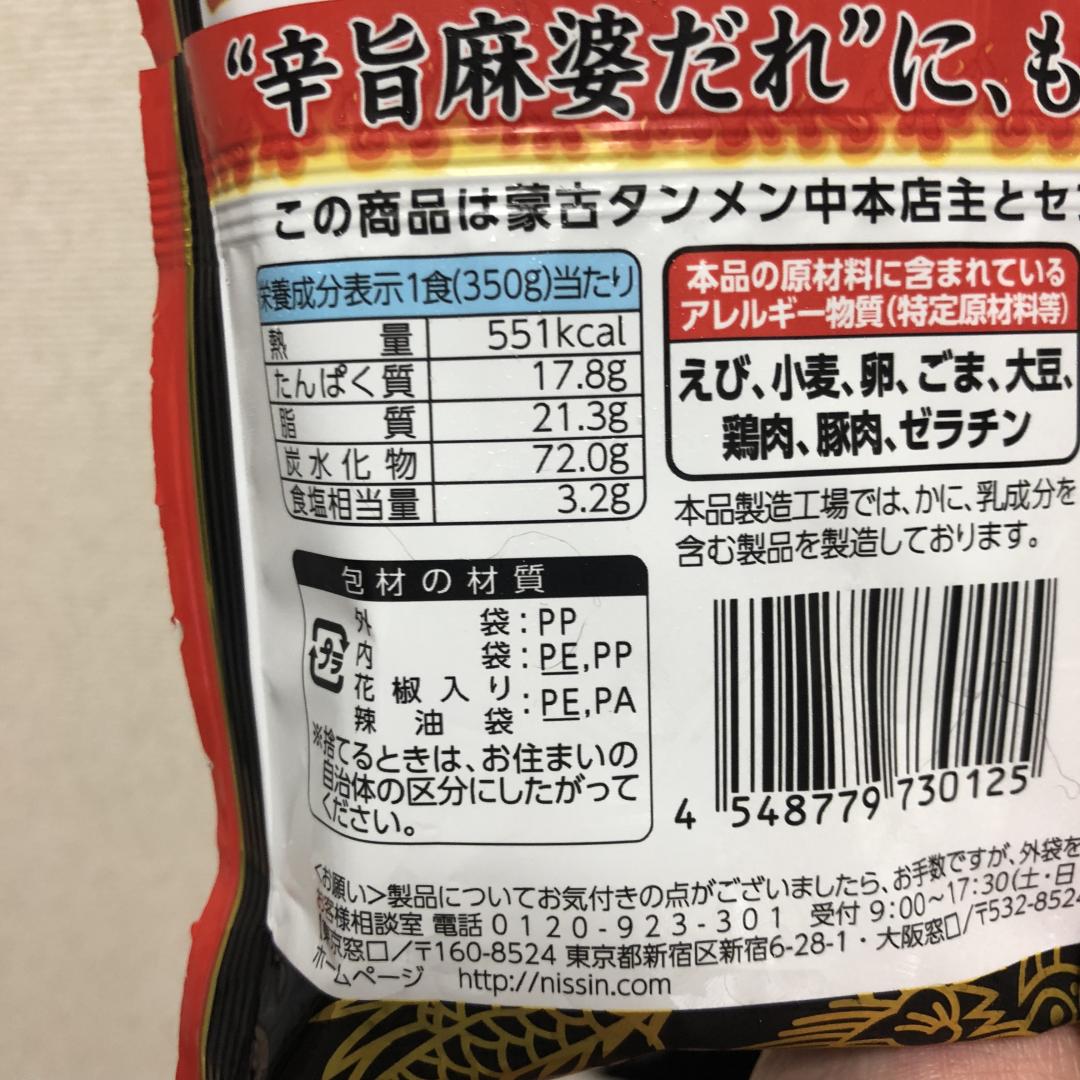 “辛旨麻婆だれ”に、も
この商品は蒙古タンメン中本店主とセブ
栄養成分表示1食(350g)当たり
熱量 551kcal
たんぱく質 17.8g
脂質 21.3g
炭水化物 72.0g
食塩相当量 3.2g
本品の原材料に含まれている
アレルギー物質(特定原材料等)
えび、小麦、卵、ごま、大豆、
鶏肉、豚肉、ゼラチン
本品製造工場では、かに、乳成分を
含む製品を製造しております。
包材の材質
プラ
外袋:PP
内袋:PE,PP
花椒入り
辣油袋:PE,PA
※捨てるときは、お住まいの
自治体の区分にしたがって
ください。
4 548779 730125
<お願い>製品についてお気付きの点がございましたら、お手数ですが、外袋を
お客様相談室 電話0120-923-301 受付9:00~17:30(土・日
東京窓口/〒160-8524 東京都新宿区新宿6-28-1・大阪窓口/〒532-8524
ホームページ http://nissin.com